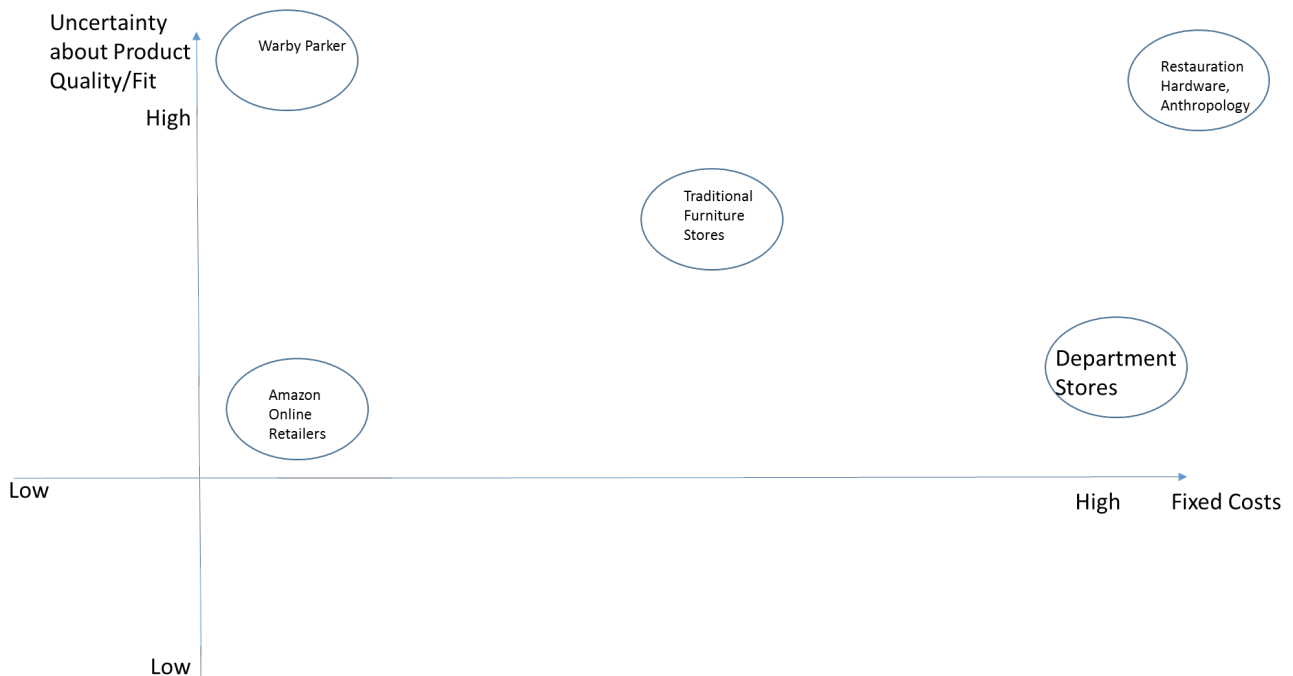 Uncertainty
about Product
Quality/Fit
High
Warby Parker
Restauration
Hardware,
Anthropology
Traditional
Furniture
Stores
Department
Stores
Amazon
Online
Retailers
Low
High
Fixed Costs
Low